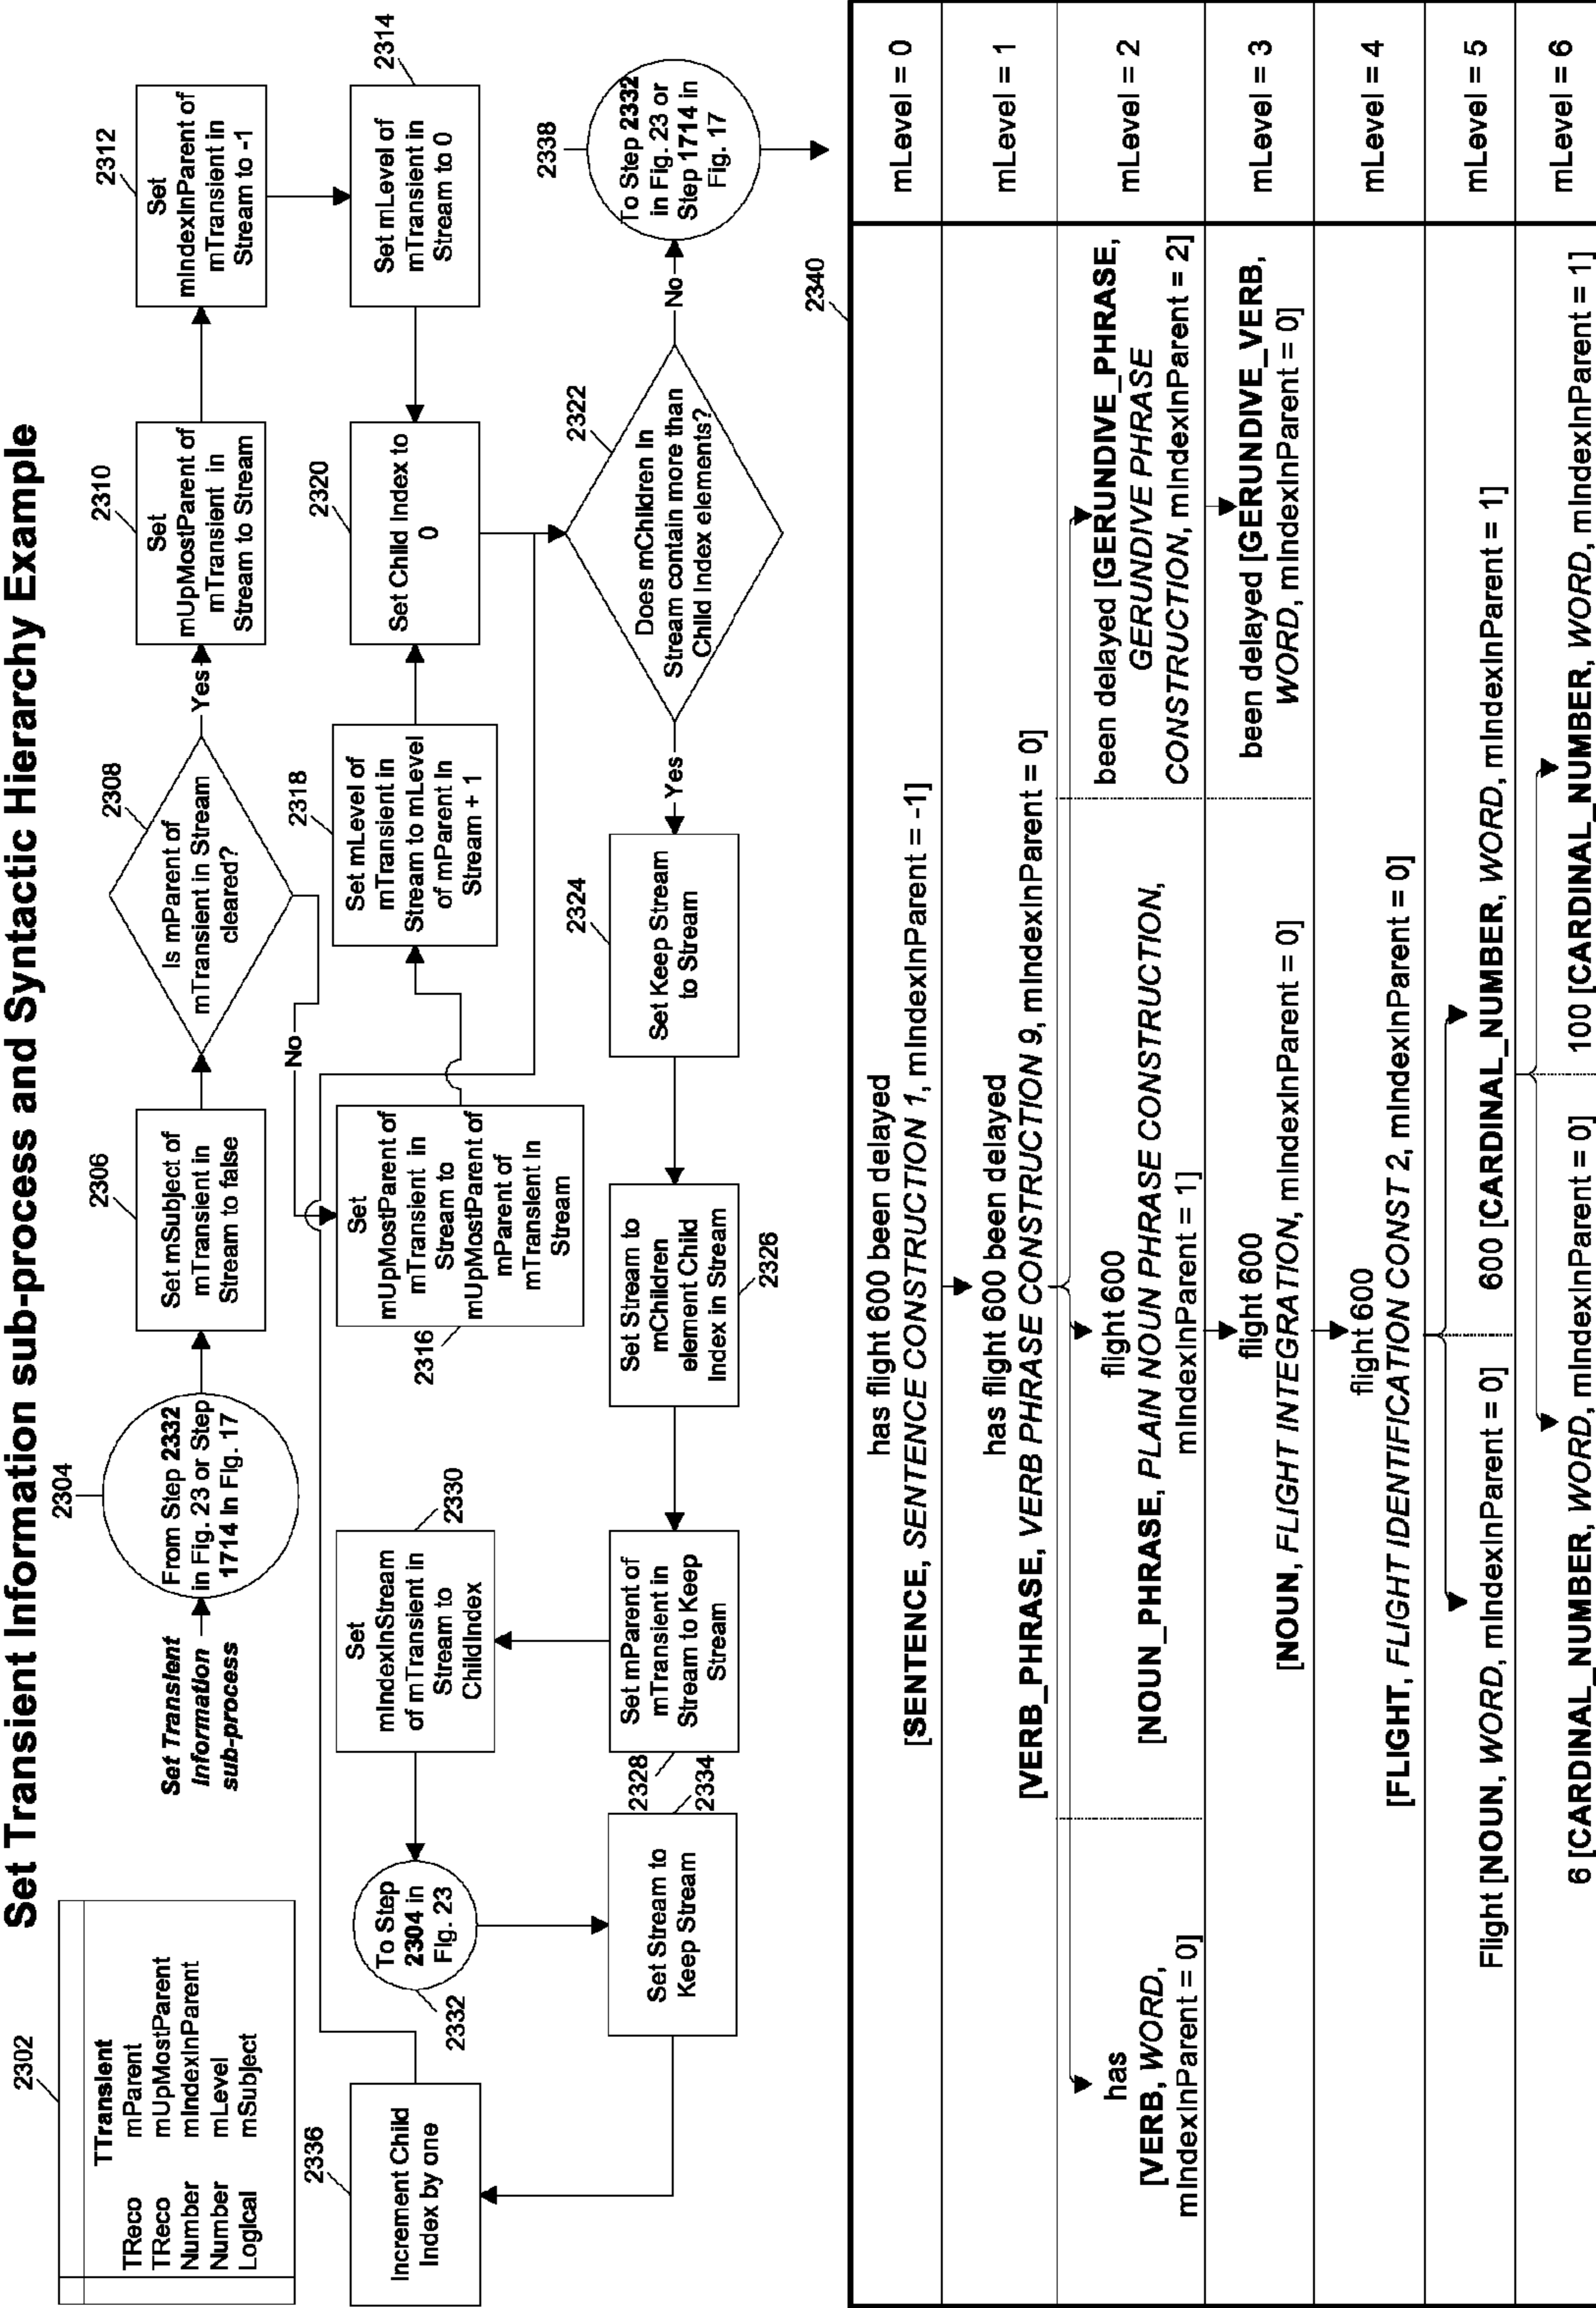 Set Transient Information sub-process and Syntactic Hierarchy Example
2302
TTransient
TReco mParent
TReco mUpMostParent
Number mIndexInParent
Number mLevel
Logical mSubject
Set Transient
Information
sub-process
2304
From Step 2332
in Fig. 23 or Step
1714 in Fig. 17
2306
Set mSubject of
mTransient in
Stream to false
2308
Is mParent of
mTransient in Stream
cleared?
Yes
No
2310
Set
mUpMostParent of
mTransient in
Stream to Stream
2312
Set
mIndexInParent of
mTransient in
Stream to -1
2314
Set mLevel of
mTransient in
Stream to 0
2316
Set
mUpMostParent of
mTransient in
Stream to
mUpMostParent of
mParent of
mTransient in
Stream
2318
Set mLevel of
mTransient in
Stream to mLevel
of mParent in
Stream + 1
2320
Set Child Index to
0
2322
Does mChildren in
Stream contain more than
Child Index elements?
Yes
No
2338
To Step 2332
in Fig. 23 or
Step 1714 in
Fig. 17
2324
Set Keep Stream
to Stream
2326
Set Stream to
mChildren
element Child
Index in Stream
2328
Set mParent of
mTransient in
Stream to Keep
Stream
2330
Set
mIndexInStream
of mTransient in
Stream to
ChildIndex
2332
To Step
2304 in
Fig. 23
2334
Set Stream to
Keep Stream
2336
Increment Child
Index by one
2340
has flight 600 been delayed
[SENTENCE, SENTENCE CONSTRUCTION 1, mIndexInParent = -1]
mLevel = 0
has flight 600 been delayed
[VERB_PHRASE, VERB PHRASE CONSTRUCTION 9, mIndexInParent = 0]
mLevel = 1
has
[VERB, WORD,
mIndexInParent = 0]
flight 600
[NOUN_PHRASE, PLAIN NOUN PHRASE CONSTRUCTION,
mIndexInParent = 1]
been delayed [GERUNDIVE_PHRASE,
GERUNDIVE PHRASE
CONSTRUCTION, mIndexInParent = 2]
mLevel = 2
flight 600
[NOUN, FLIGHT INTEGRATION, mIndexInParent = 0]
been delayed [GERUNDIVE_VERB,
WORD, mIndexInParent = 0]
mLevel = 3
flight 600
[FLIGHT, FLIGHT IDENTIFICATION CONST 2, mIndexInParent = 0]
mLevel = 4
Flight [NOUN, WORD, mIndexInParent = 0]
600 [CARDINAL_NUMBER, WORD, mIndexInParent = 1]
mLevel = 5
6 [CARDINAL_NUMBER, WORD, mIndexInParent = 0]
100 [CARDINAL_NUMBER, WORD, mIndexInParent = 1]
mLevel = 6